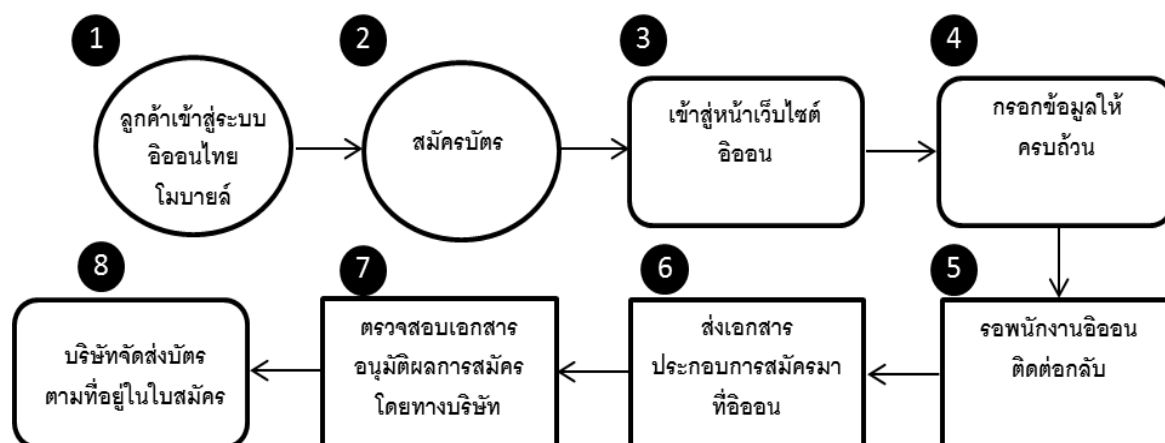 1
ลูกค้าเข้าสู่ระบบ
อิออนไทย
โมบายล์
2
สมัครบัตร
3
เข้าสู่หน้าเว็บไซต์
อิออน
4
กรอกข้อมูลให้
ครบถ้วน
5
รอพนักงานอิออน
ติดต่อกลับ
6
ส่งเอกสาร
ประกอบการสมัครมา
ที่อิออน
7
ตรวจสอบเอกสาร
อนุมัติผลการสมัคร
โดยทางบริษัท
8
บริษัทจัดส่งบัตร
ตามที่อยู่ในใบสมัคร